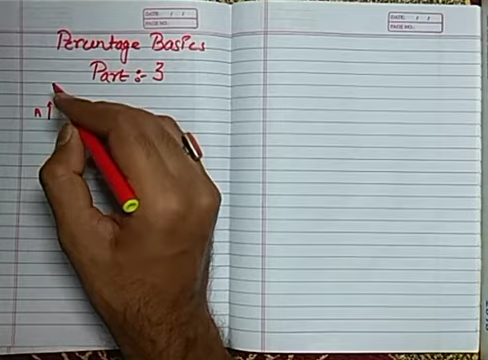 DATE: / /
PAGE NO.:
DATE: / /
PAGE NO.:
Percentage Basics
Part :- 3
A ↑